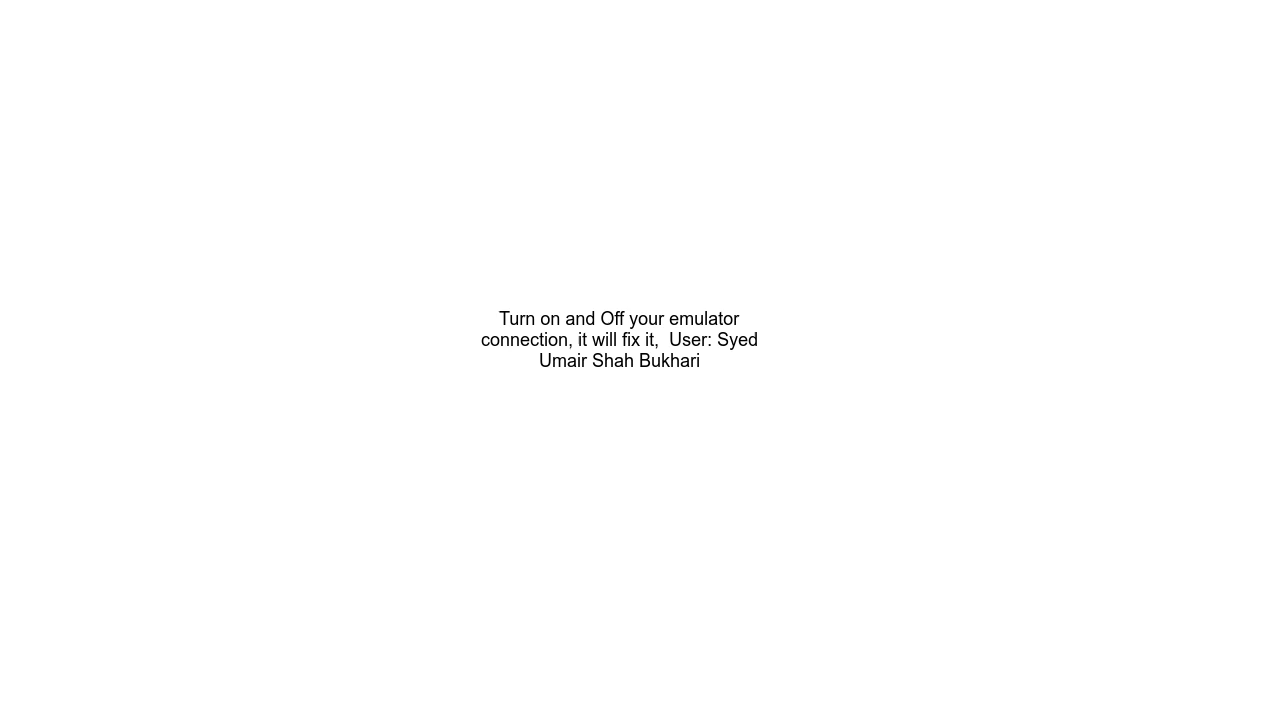 Turn on and Off your emulator
connection, it will fix it,  User: Syed
Umair Shah Bukhari